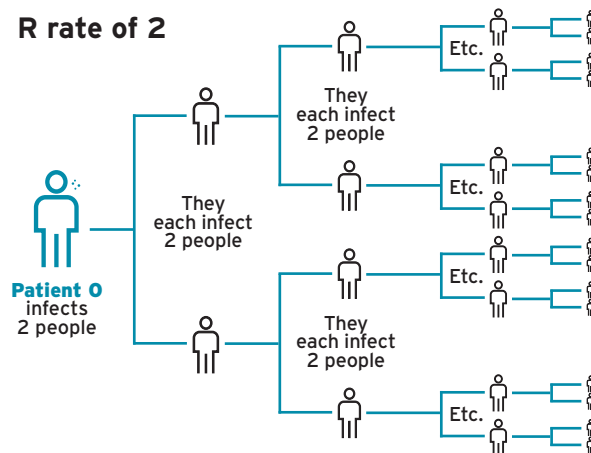 R rate of 2
Patient 0
infects
2 people
They
each infect
2 people
They
each infect
2 people
They
each infect
2 people
Etc.
Etc.
Etc.
Etc.